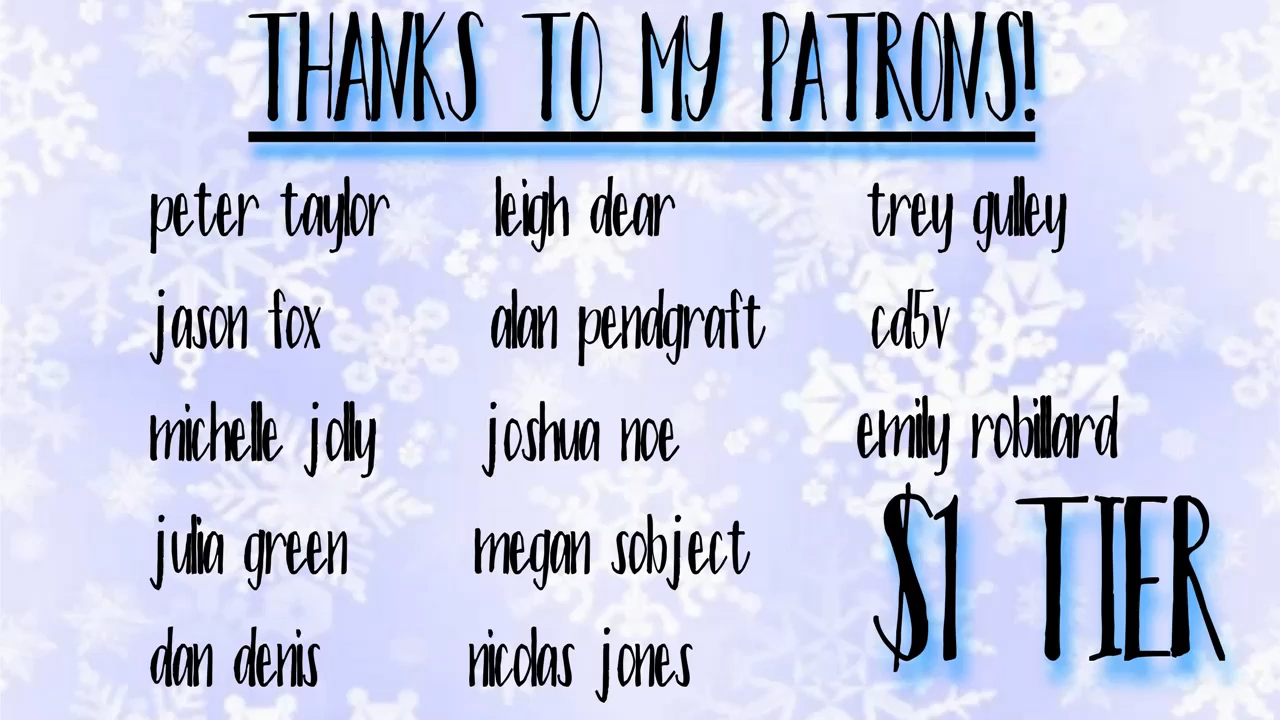 THANKS TO MY PATRONS!
peter taylor
jason fox
michelle jolly
julia green
dan denis
leigh dear
alan pendgraft
joshua noe
megan sobject
nicolas jones
trey gulley
cd5v
emily robillard
$1 TIER